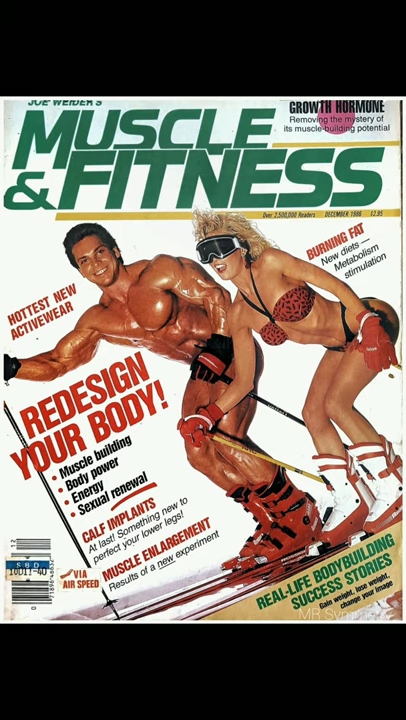 JOE WEIDER'S
MUSCLE
& FITNESS
GROWTH HORMONE
Removing the mystery of
its muscle-building potential
Over 2,500,000 Readers DECEMBER 1986 $2.95
BURNING FAT
New diets—
Metabolism
stimulation
HOTTEST NEW
ACTIVEWEAR
REDESIGN
YOUR BODY!
• Muscle building
• Body power
• Energy
• Sexual renewal
CALF IMPLANTS
At last! Something new to
perfect your lower legs!
MUSCLE ENLARGEMENT
Results of a new experiment
VIA
AIR SPEED
SBD
12
0
REAL-LIFE BODYBUILDING
SUCCESS STORIES
Gain weight, lose weight,
change your image